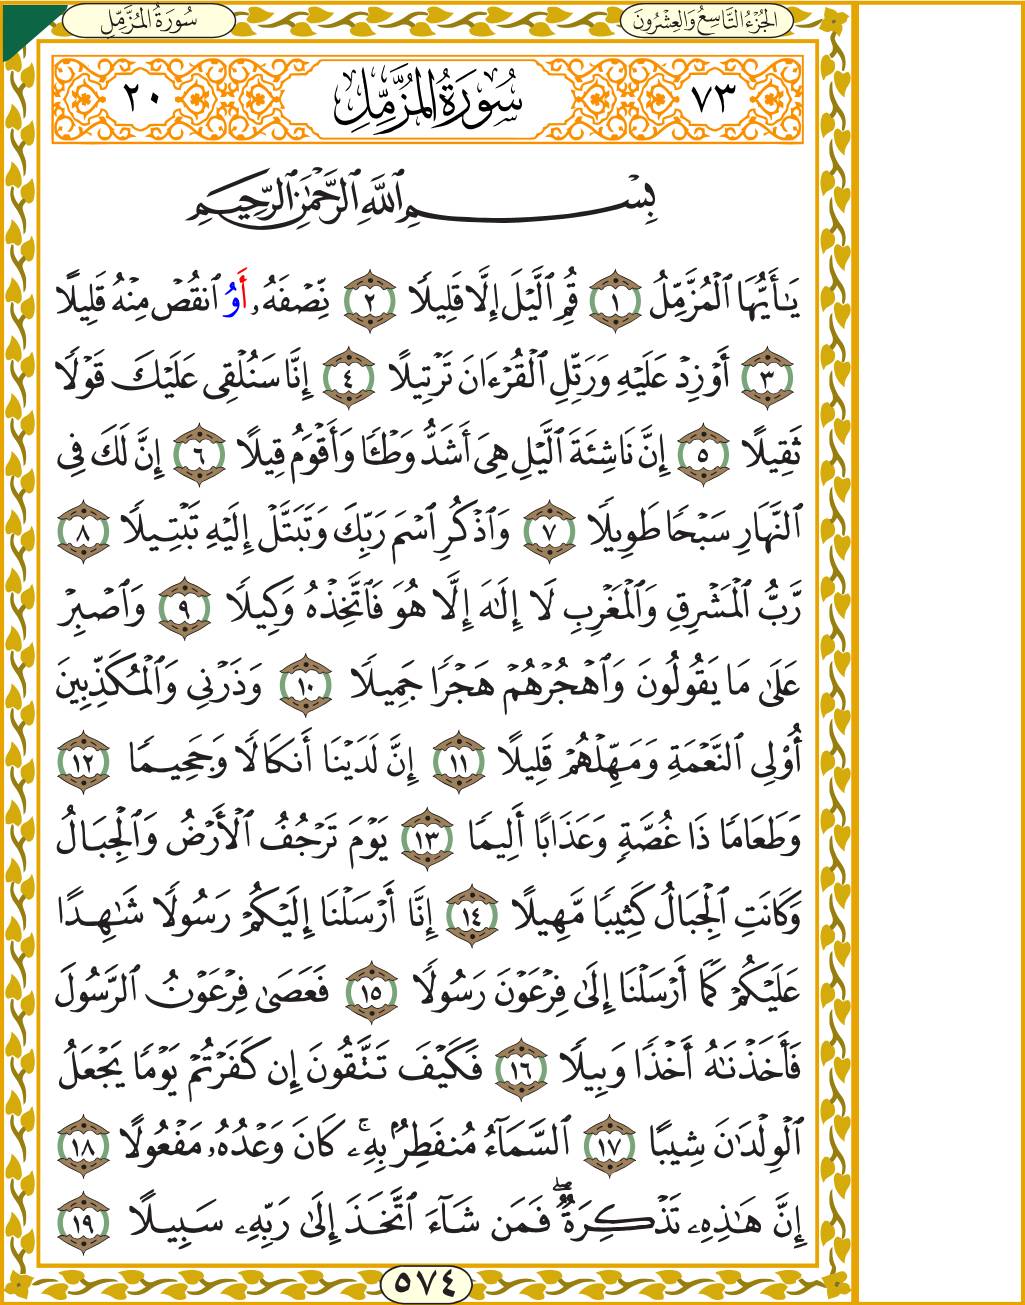 سُورَةُ الْمُزَّمِّلِ
الجُزْءُ التَّاسِعُ وَالعِشْرُونَ
٧٣ سُورَةُ الْمُزَّمِّلِ ٢٠
بِسْمِ ٱللَّهِ ٱلرَّحْمَٰنِ ٱلرَّحِيمِ
يَٰٓأَيُّهَا ٱلْمُزَّمِّلُ ١ قُمِ ٱلَّيْلَ إِلَّا قَلِيلًا ٢ نِّصْفَهُۥ أَوُ ٱنقُصْ مِنْهُ قَلِيلًا
٣ أَوْ زِدْ عَلَيْهِ وَرَتِّلِ ٱلْقُرْءَانَ تَرْتِيلًا ٤ إِنَّا سَنُلْقِى عَلَيْكَ قَوْلًا
ثَقِيلًا ٥ إِنَّ نَاشِئَةَ ٱلَّيْلِ هِىَ أَشَدُّ وَطْـًٔا وَأَقْوَمُ قِيلًا ٦ إِنَّ لَكَ فِى
ٱلنَّهَارِ سَبْحًا طَوِيلًا ٧ وَٱذْكُرِ ٱسْمَ رَبِّكَ وَتَبَتَّلْ إِلَيْهِ تَبْتِيلًا ٨
رَّبُّ ٱلْمَشْرِقِ وَٱلْمَغْرِبِ لَآ إِلَٰهَ إِلَّا هُوَ فَٱتَّخِذْهُ وَكِيلًا ٩ وَٱصْبِرْ
عَلَىٰ مَا يَقُولُونَ وَٱهْجُرْهُمْ هَجْرًا جَمِيلًا ١٠ وَذَرْنِى وَٱلْمُكَذِّبِينَ
أُو۟لِى ٱلنَّعْمَةِ وَمَهِّلْهُمْ قَلِيلًا ١١ إِنَّ لَدَيْنَآ أَنكَالًا وَجَحِيمًا ١٢
وَطَعَامًا ذَا غُصَّةٍ وَعَذَابًا أَلِيمًا ١٣ يَوْمَ تَرْجُفُ ٱلْأَرْضُ وَٱلْجِبَالُ
وَكَانَتِ ٱلْجِبَالُ كَثِيبًا مَّهِيلًا ١٤ إِنَّآ أَرْسَلْنَآ إِلَيْكُمْ رَسُولًا شَٰهِدًا
عَلَيْكُمْ كَمَآ أَرْسَلْنَآ إِلَىٰ فِرْعَوْنَ رَسُولًا ١٥ فَعَصَىٰ فِرْعَوْنُ ٱلرَّسُولَ
فَأَخَذْنَٰهُ أَخْذًا وَبِيلًا ١٦ فَكَيْفَ تَتَّقُونَ إِن كَفَرْتُمْ يَوْمًا يَجْعَلُ
ٱلْوِلْدَٰنَ شِيبًا ١٧ ٱلسَّمَآءُ مُنفَطِرٌۢ بِهِۦ ۚ كَانَ وَعْدُهُۥ مَفْعُولًا ١٨
إِنَّ هَٰذِهِۦ تَذْكِرَةٌ ۖ فَمَن شَآءَ ٱتَّخَذَ إِلَىٰ رَبِّهِۦ سَبِيلًا ١٩
٥٧٤